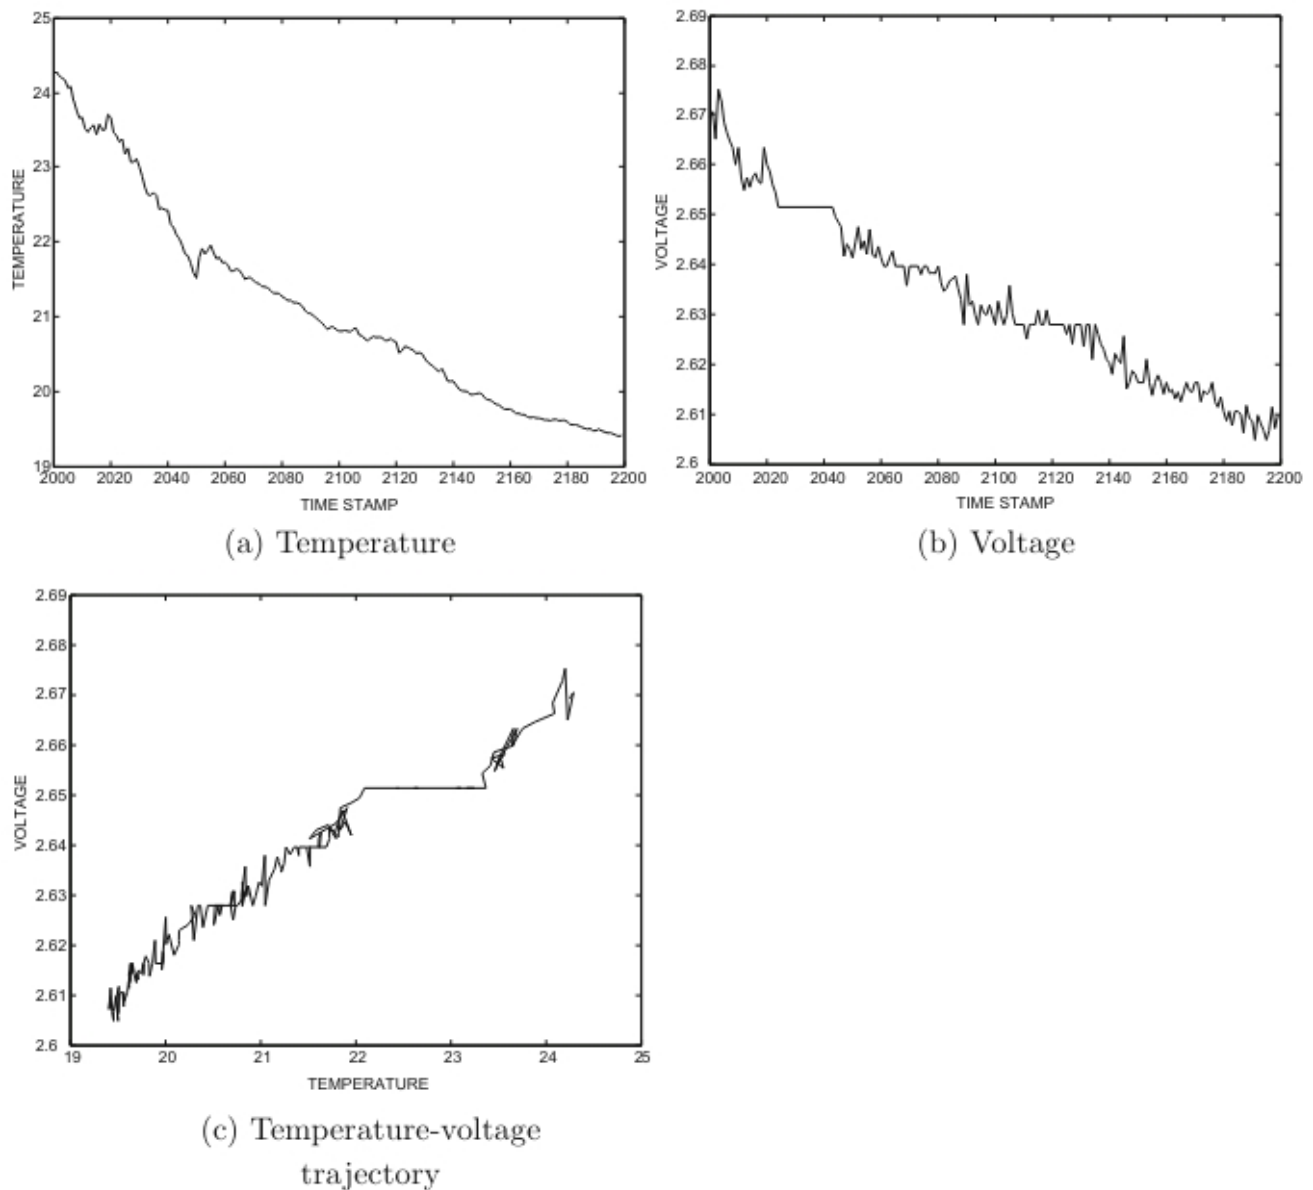 25
24
23
22
21
20
19
TEMPERATURE
2000 2020 2040 2060 2080 2100 2120 2140 2160 2180 2200
TIME STAMP
(a) Temperature
2.69
2.68
2.67
2.66
2.65
2.64
2.63
2.62
2.61
2.6
VOLTAGE
2000 2020 2040 2060 2080 2100 2120 2140 2160 2180 2200
TIME STAMP
(b) Voltage
2.69
2.68
2.67
2.66
2.65
2.64
2.63
2.62
2.61
2.6
VOLTAGE
19 20 21 22 23 24 25
TEMPERATURE
(c) Temperature-voltage
trajectory